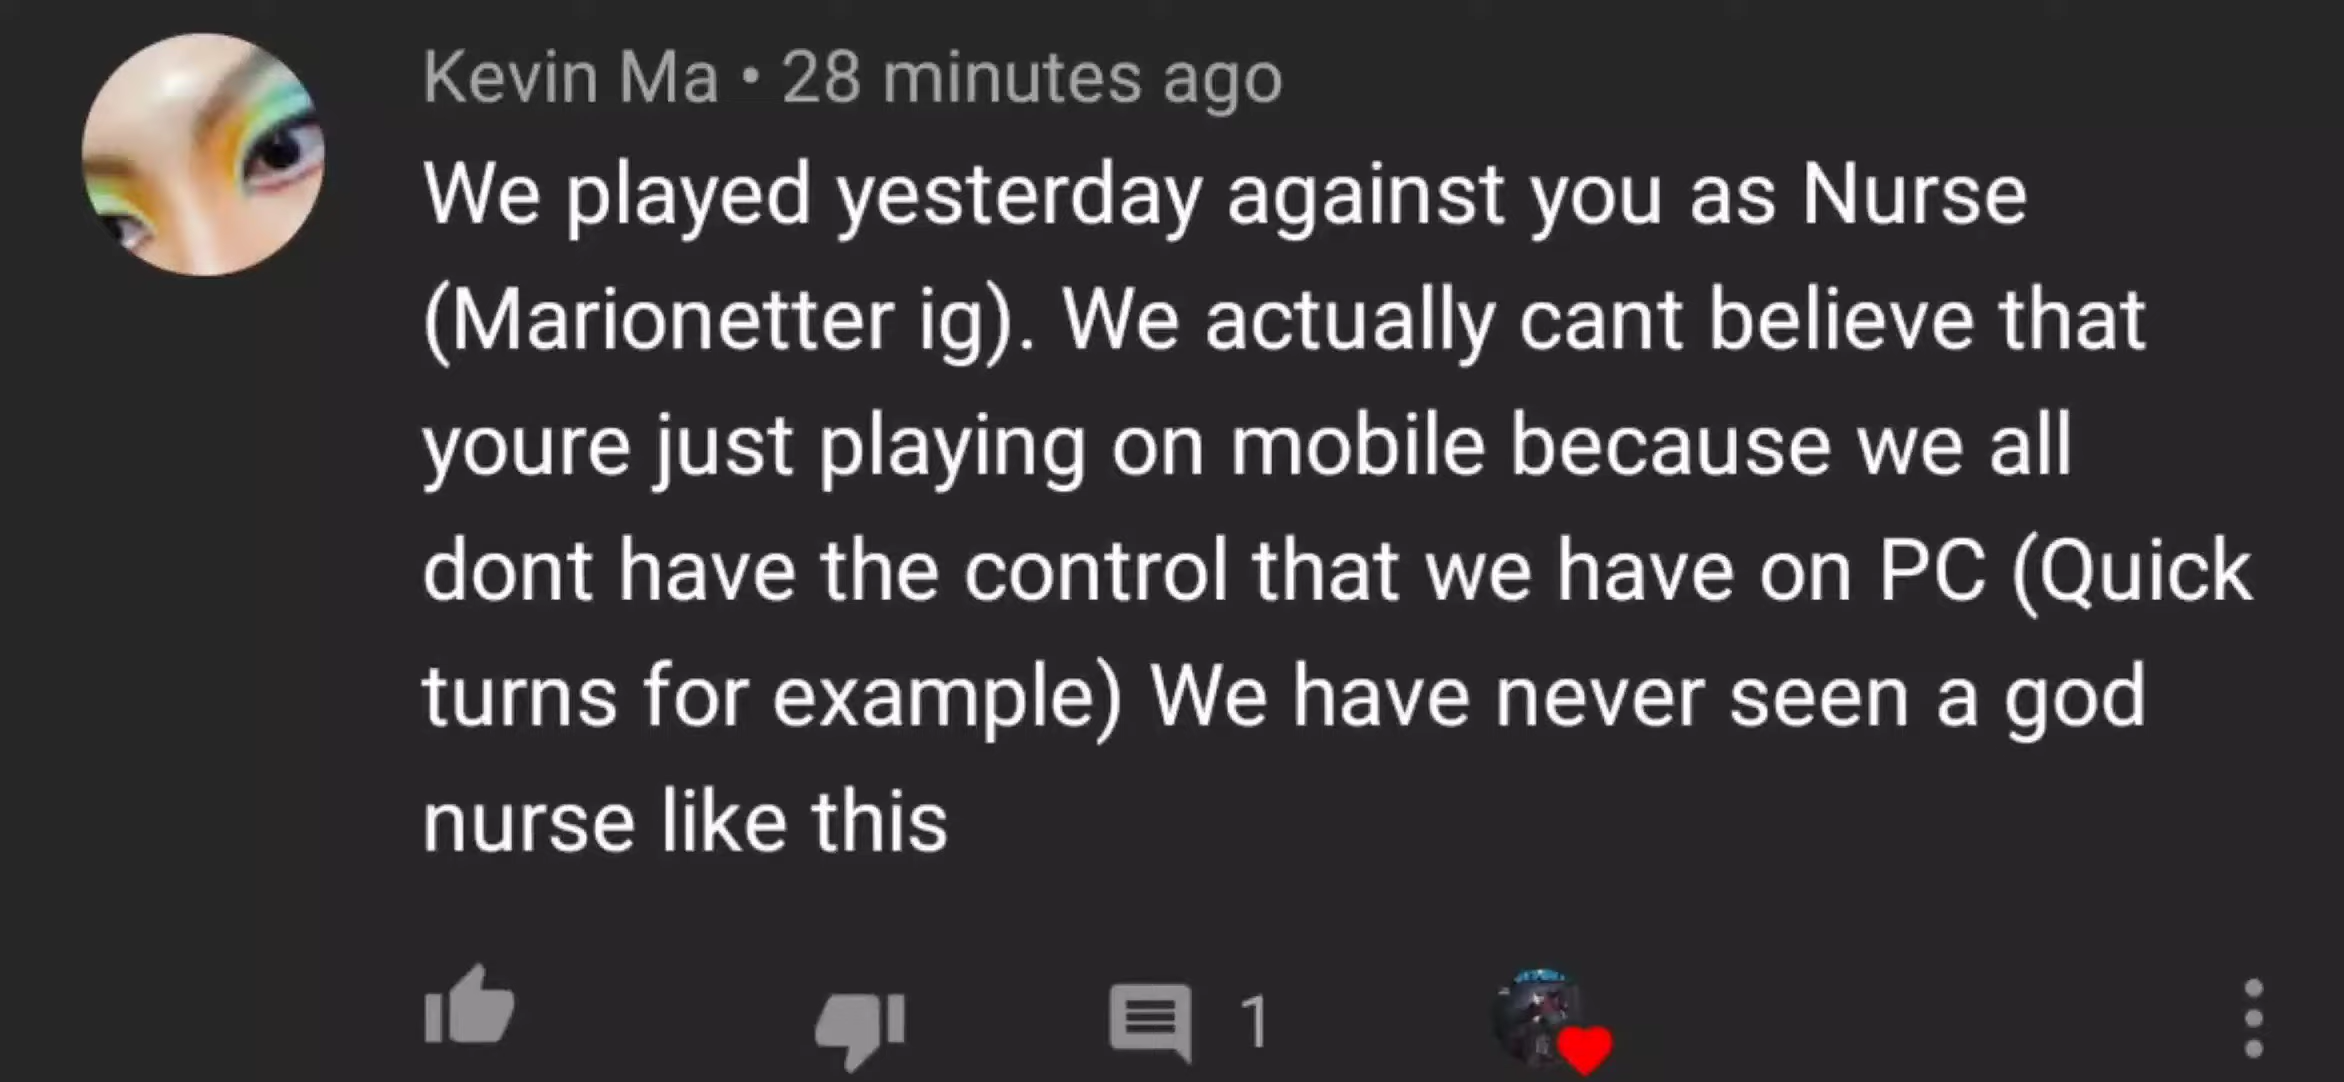 Kevin Ma • 28 minutes ago
We played yesterday against you as Nurse
(Marionetter ig). We actually cant believe that
youre just playing on mobile because we all
dont have the control that we have on PC (Quick
turns for example) We have never seen a god
nurse like this
1